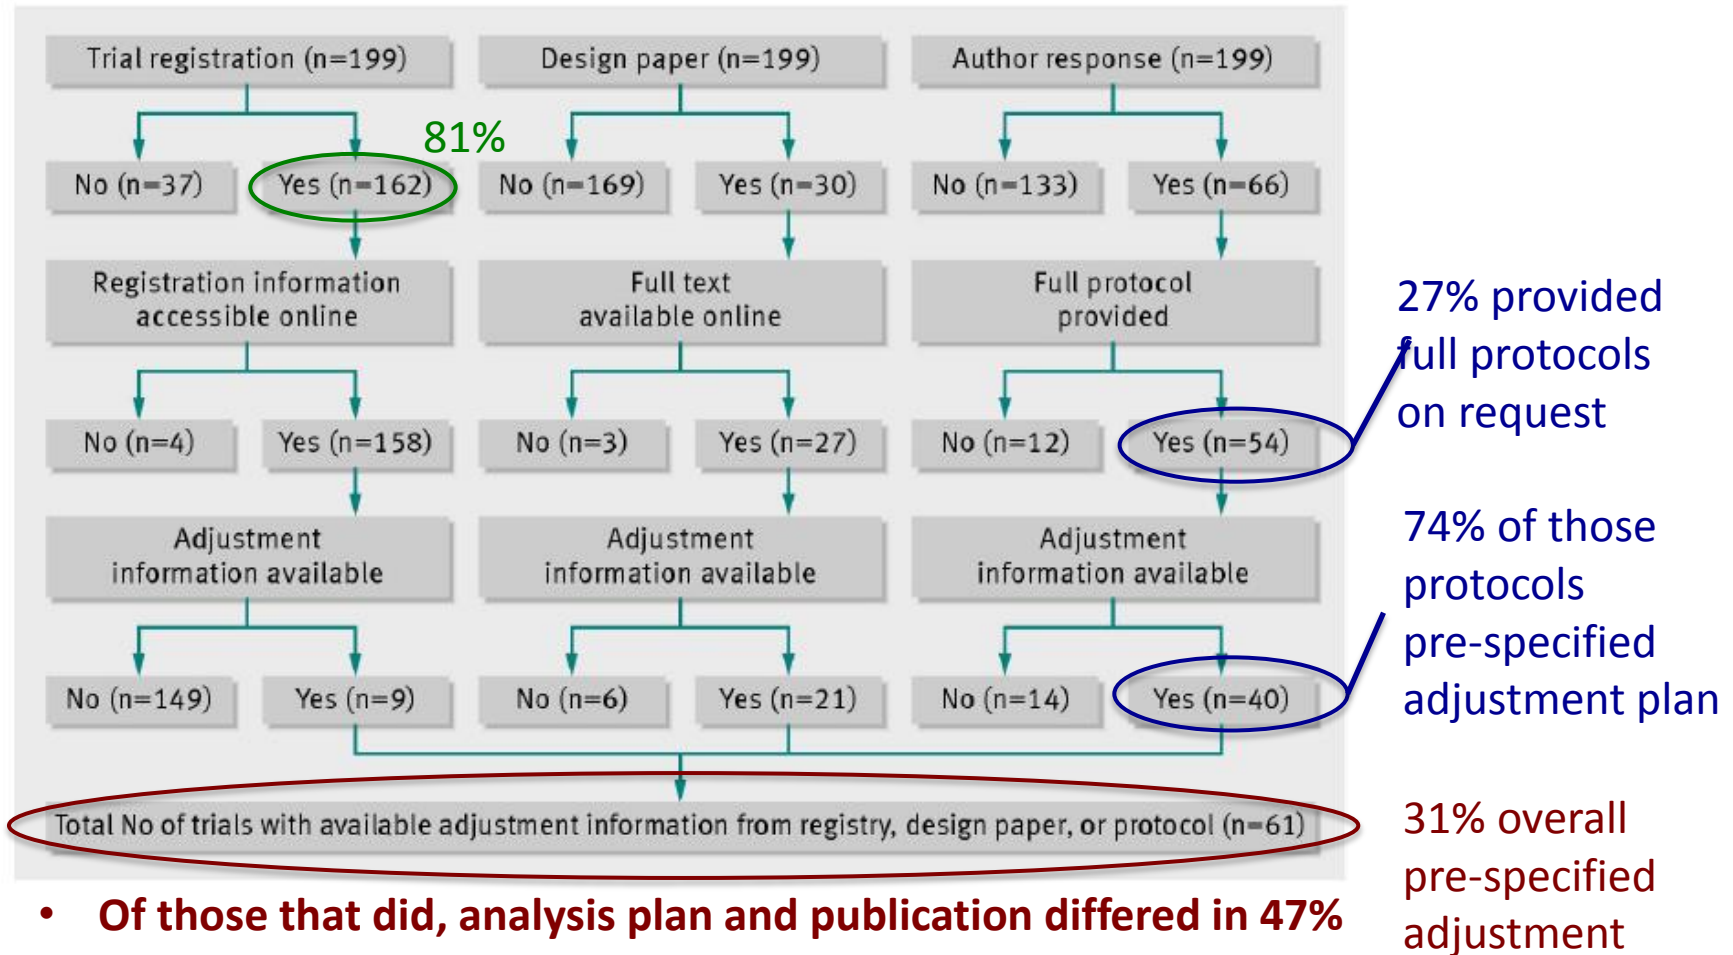 Trial registration (n=199)
Design paper (n=199)
Author response (n=199)
81%
No (n=37)
Yes (n=162)
No (n=169)
Yes (n=30)
No (n=133)
Yes (n=66)
Registration information
accessible online
Full text
available online
Full protocol
provided
27% provided
full protocols
on request
No (n=4)
Yes (n=158)
No (n=3)
Yes (n=27)
No (n=12)
Yes (n=54)
Adjustment
information available
Adjustment
information available
Adjustment
information available
74% of those
protocols
pre-specified
adjustment plan
No (n=149)
Yes (n=9)
No (n=6)
Yes (n=21)
No (n=14)
Yes (n=40)
Total No of trials with available adjustment information from registry, design paper, or protocol (n=61)
31% overall
pre-specified
adjustment
• Of those that did, analysis plan and publication differed in 47%